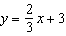 y = 2/3 x + 3